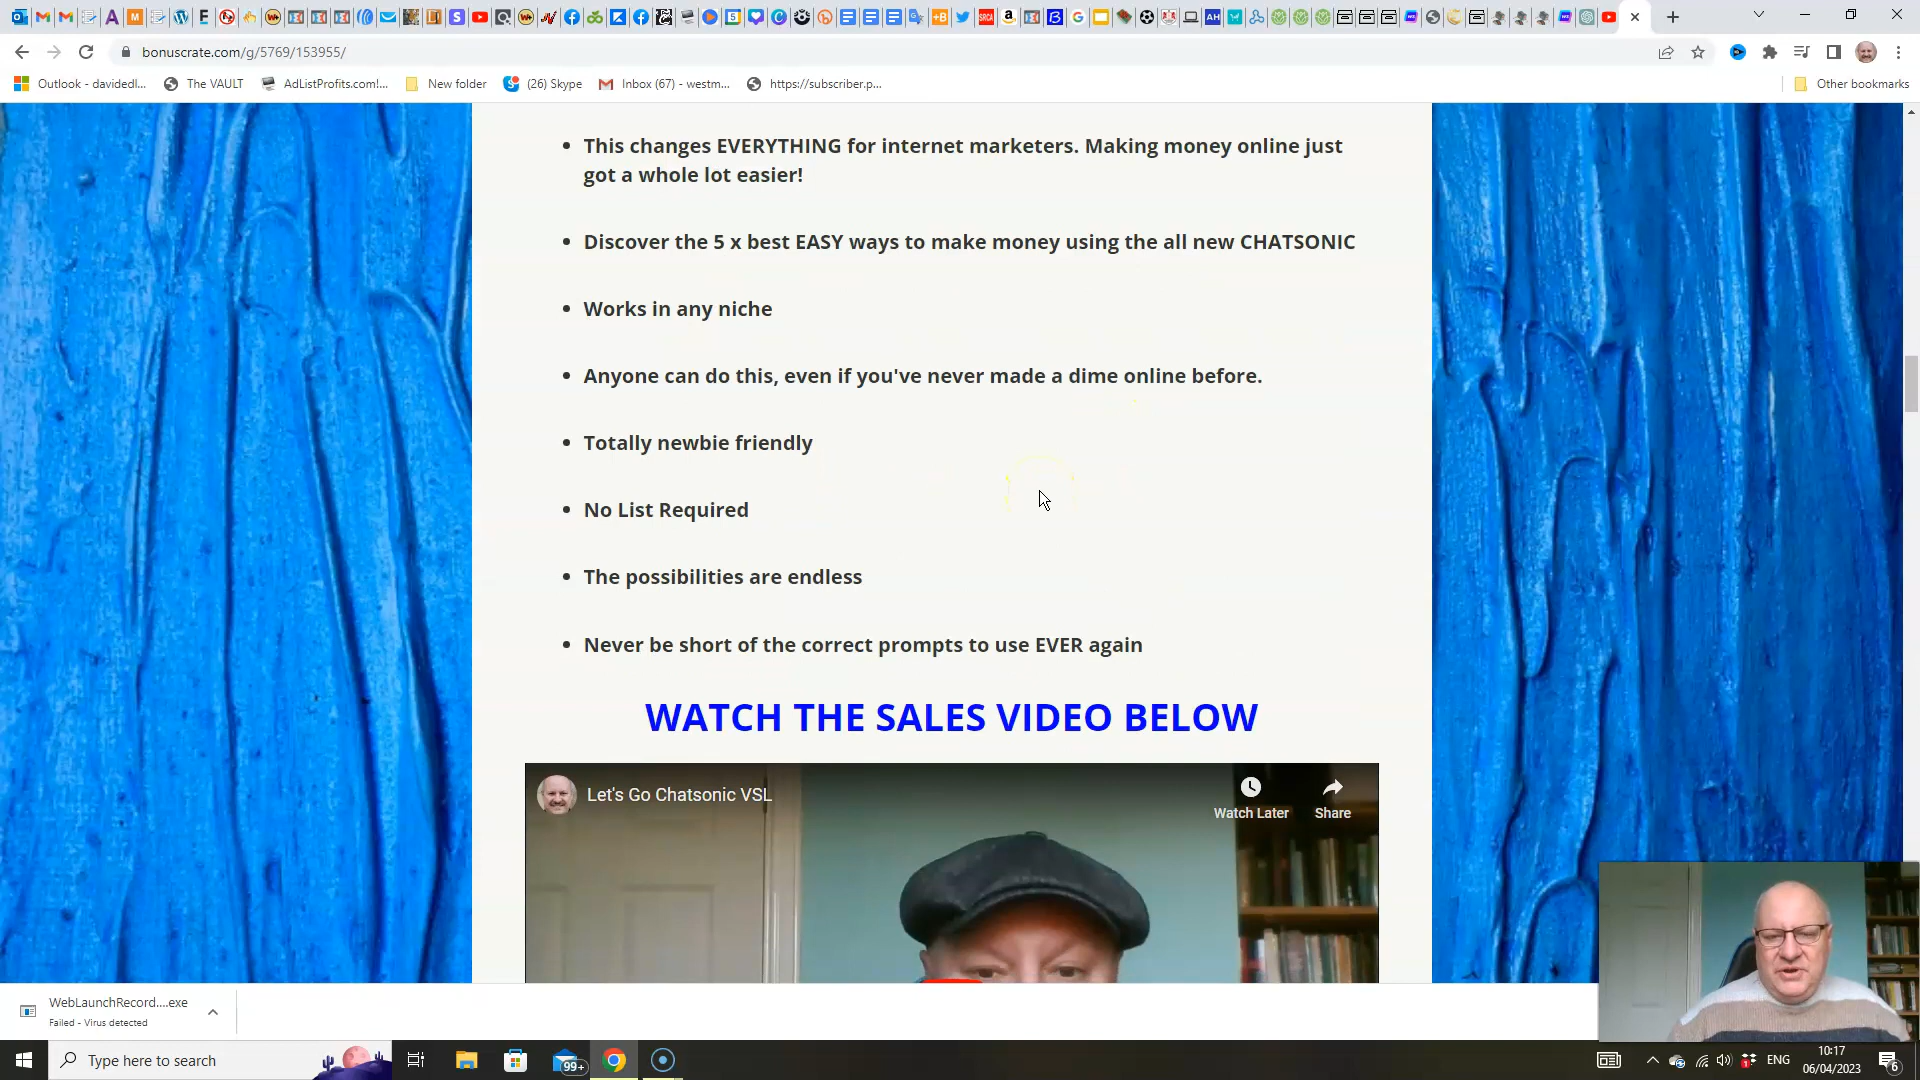 bonuscrate.com/g/5769/153955/
Outlook - davidedl...
The VAULT
AdListProfits.com!...
New folder
(26) Skype
Inbox (67) - westm...
https://subscriber.p...
Other bookmarks
• This changes EVERYTHING for internet marketers. Making money online just
got a whole lot easier!
• Discover the 5 x best EASY ways to make money using the all new CHATSONIC
• Works in any niche
• Anyone can do this, even if you've never made a dime online before.
• Totally newbie friendly
• No List Required
• The possibilities are endless
• Never be short of the correct prompts to use EVER again
WATCH THE SALES VIDEO BELOW
Let's Go Chatsonic VSL
Watch Later
Share
WebLaunchRecord....exe
Failed - Virus detected
Type here to search
99+
ENG
10:17
06/04/2023
6